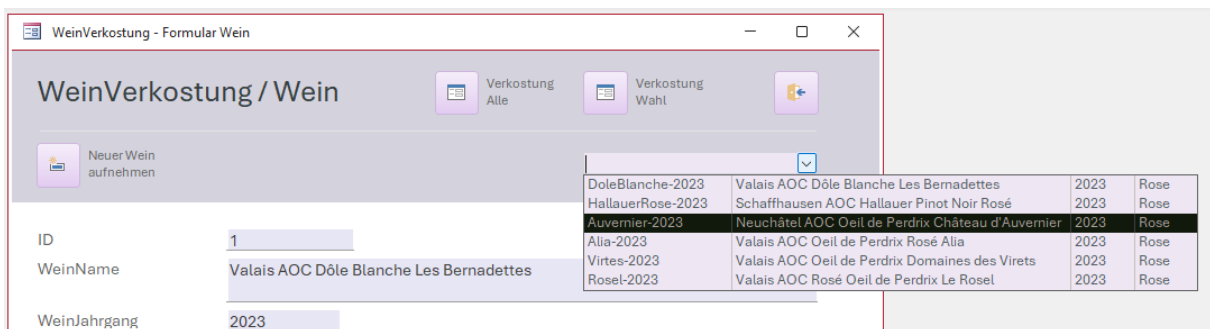 WeinVerkostung - Formular Wein
WeinVerkostung / Wein
Verkostung
Alle
Verkostung
Wahl
Neuer Wein
aufnehmen
DoleBlanche-2023 Valais AOC Dôle Blanche Les Bernadettes 2023 Rose
HallauerRose-2023 Schaffhausen AOC Hallauer Pinot Noir Rosé 2023 Rose
Auvernier-2023 Neuchâtel AOC Oeil de Perdrix Château d'Auvernier 2023 Rose
Alia-2023 Valais AOC Oeil de Perdrix Rosé Alia 2023 Rose
Virtes-2023 Valais AOC Oeil de Perdrix Domaines des Virets 2023 Rose
Rosel-2023 Valais AOC Rosé Oeil de Perdrix Le Rosel 2023 Rose
ID 1
WeinName Valais AOC Dôle Blanche Les Bernadettes
WeinJahrgang 2023